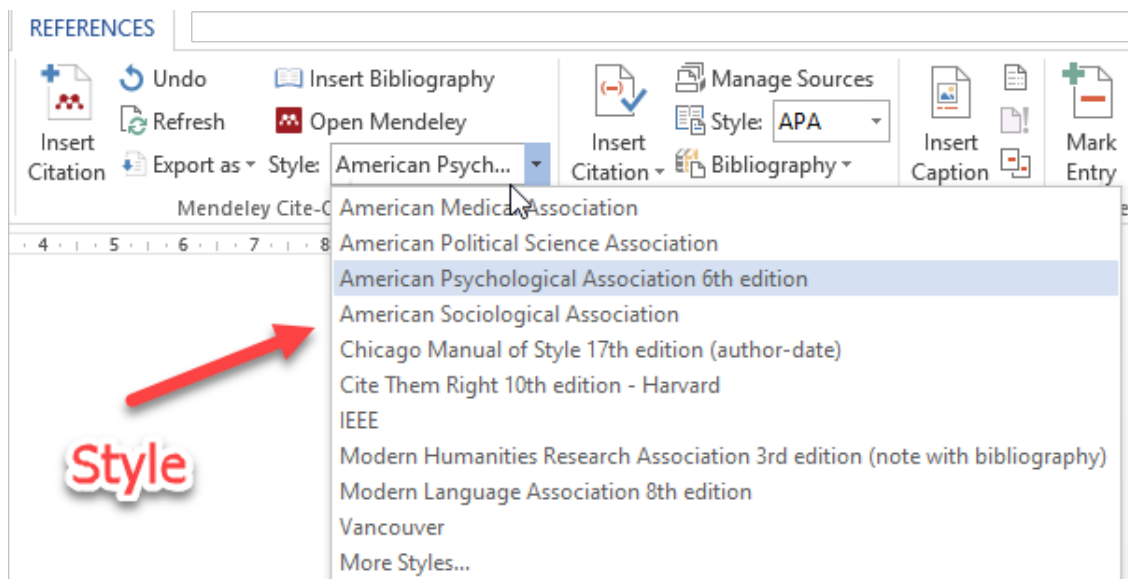 REFERENCES
Undo
Insert Bibliography
Manage Sources
Refresh
Open Mendeley
Style: APA
Insert
Citation
Export as
Style: American Psych...
Insert
Citation
Bibliography
Insert
Caption
Mark
Entry
Mendeley Cite-O
4 5 6 7 8
American Medical Association
American Political Science Association
American Psychological Association 6th edition
American Sociological Association
Chicago Manual of Style 17th edition (author-date)
Cite Them Right 10th edition - Harvard
IEEE
Modern Humanities Research Association 3rd edition (note with bibliography)
Modern Language Association 8th edition
Vancouver
More Styles...
Style